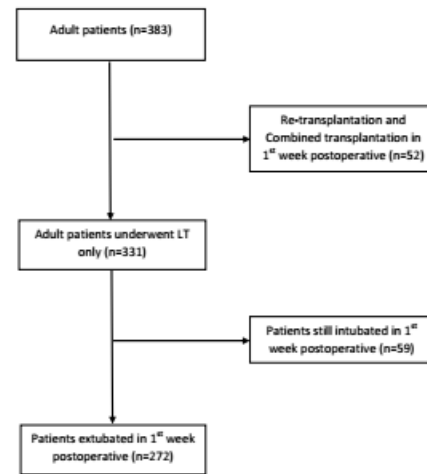 Adult patients (n=383)
Re-transplantation and
Combined transplantation in
1st week postoperative (n=52)
Adult patients underwent LT
only (n=331)
Patients still intubated in 1st
week postoperative (n=59)
Patients extubated in 1st week
postoperative (n=272)